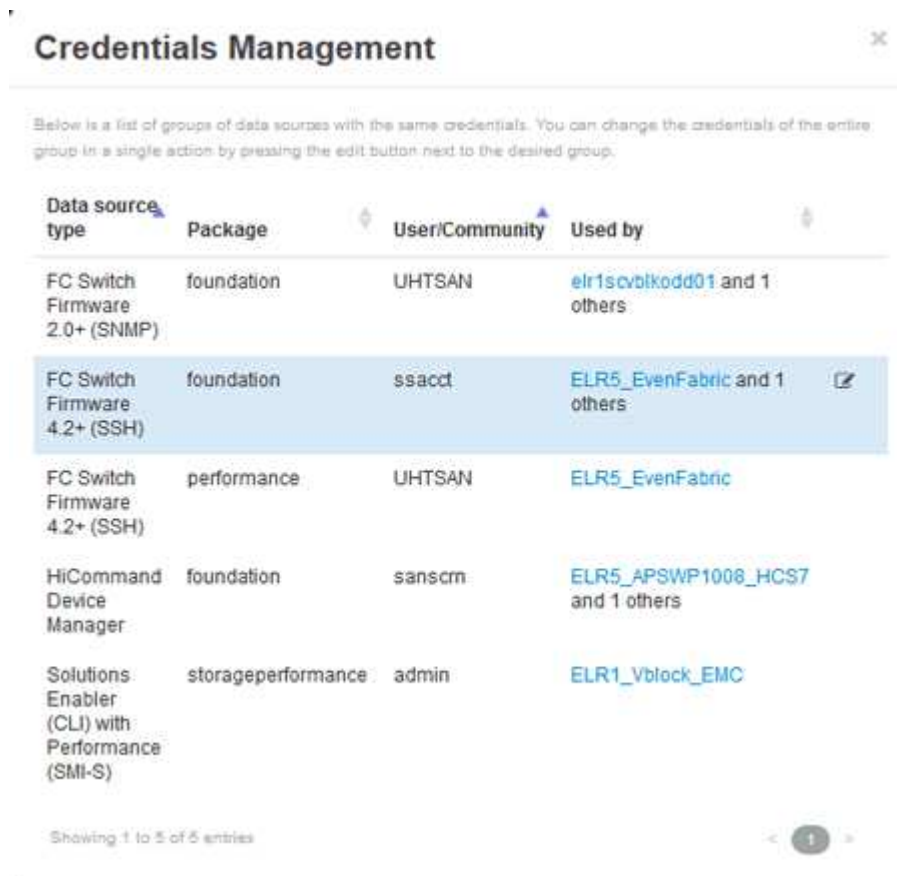 Credentials Management
Below is a list of groups of data sources with the same credentials. You can change the credentials of the entire
group in a single action by pressing the edit button next to the desired group.
Data source
type
Package
User/Community
Used by
FC Switch
Firmware
2.0+ (SNMP)
foundation
UHTSAN
elr1scvblkodd01 and 1
others
FC Switch
Firmware
4.2+ (SSH)
foundation
ssacct
ELR5_EvenFabric and 1
others
FC Switch
Firmware
4.2+ (SSH)
performance
UHTSAN
ELR5_EvenFabric
HiCommand
Device
Manager
foundation
sanscrn
ELR5_APSWP1008_HCS7
and 1 others
Solutions
Enabler
(CLI) with
Performance
(SMI-S)
storageperformance
admin
ELR1_Vblock_EMC
Showing 1 to 5 of 5 entries
< 1 >